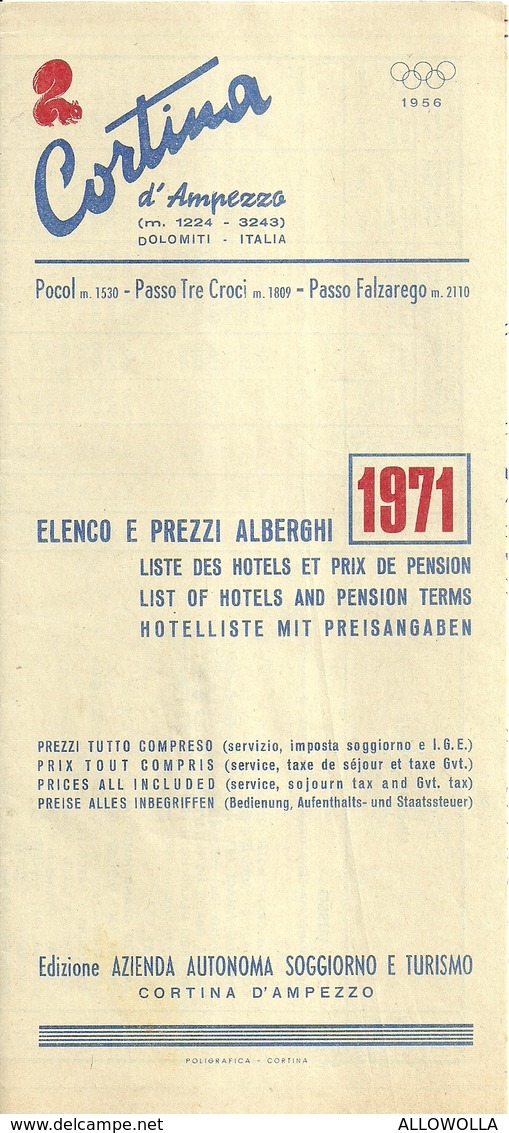 Cortina
d'Ampezzo
(m. 1224 - 3243)
DOLOMITI - ITALIA
1956
Pocol m. 1530 - Passo Tre Croci m. 1809 - Passo Falzarego m. 2110
1971
ELENCO E PREZZI ALBERGHI
LISTE DES HOTELS ET PRIX DE PENSION
LIST OF HOTELS AND PENSION TERMS
HOTELLISTE MIT PREISANGABEN
PREZZI TUTTO COMPRESO (servizio, imposta soggiorno e I.G.E.)
PRIX TOUT COMPRIS (service, taxe de séjour et taxe Gvt.)
PRICES ALL INCLUDED (service, sojourn tax and Gvt. tax)
PREISE ALLES INBEGRIFFEN (Bedienung, Aufenthalts- und Staatssteuer)
Edizione AZIENDA AUTONOMA SOGGIORNO E TURISMO
CORTINA D'AMPEZZO
POLIGRAFICA - CORTINA
delcampe.net
ALLOWOLLA